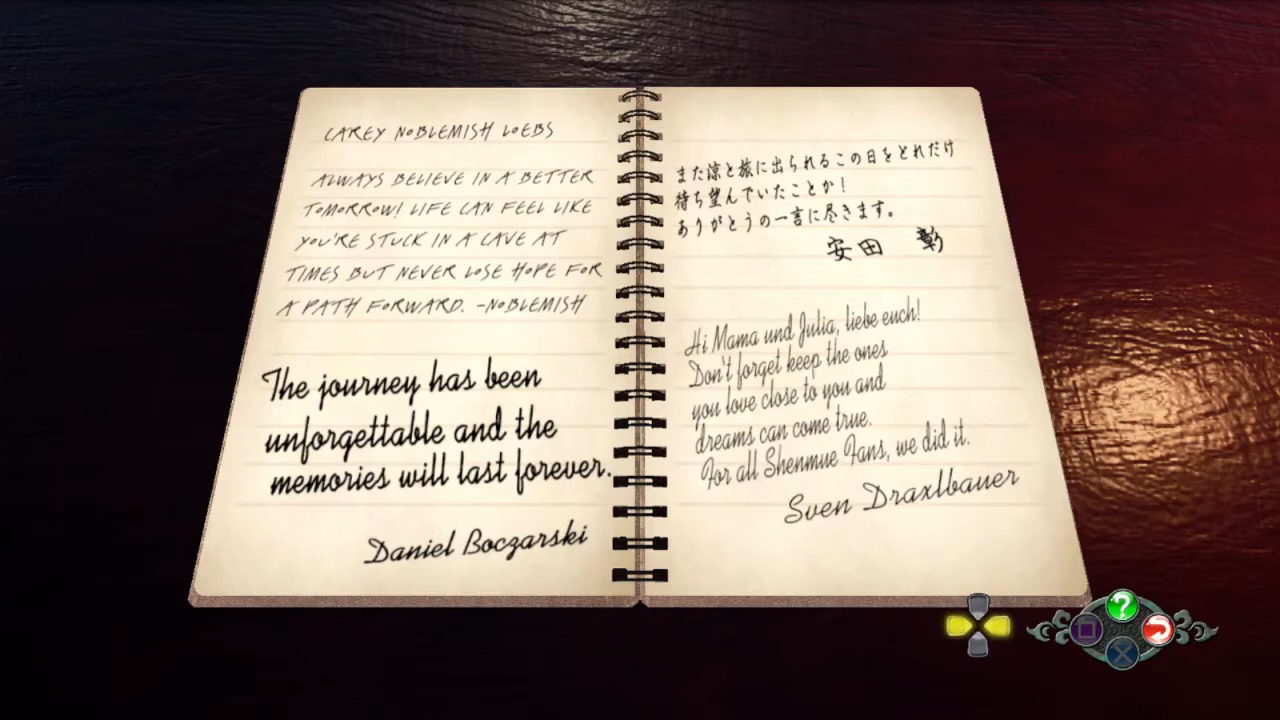 CAREY NOBLEMISH LOEBS
ALWAYS BELIEVE IN A BETTER
TOMORROW! LIFE CAN FEEL LIKE
YOU'RE STUCK IN A CAVE AT
TIMES BUT NEVER LOSE HOPE FOR
A PATH FORWARD. -NOBLEMISH
The journey has been
unforgettable and the
memories will last forever.
Daniel Boczarski
また涼と旅に出られるこの日をどれだけ
待ち望んでいたことか!
ありがとうの一言に尽きます。
安田 彰
Hi Mama und Julia, liebe euch!
Don't forget keep the ones
you love close to you and
dreams can come true.
For all Shenmue Fans, we did it.
Sven Draxlbauer
?